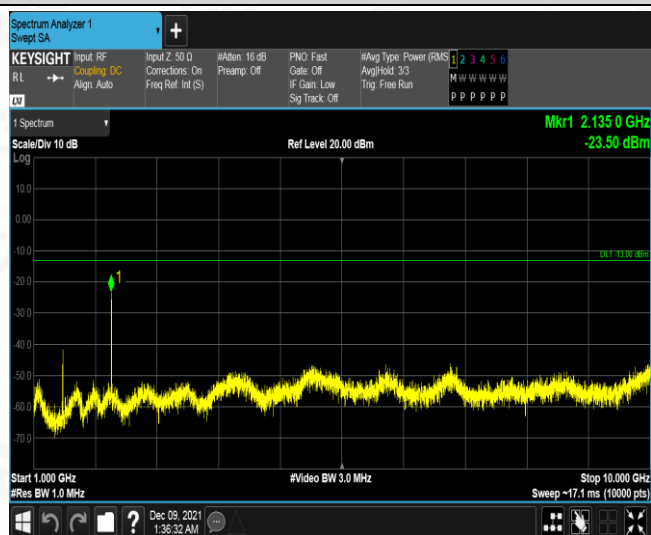 Spectrum Analyzer 1
Swept SA
+
KEYSIGHT
RL
LXI
Input: RF
Coupling: DC
Align: Auto
Input Z: 50 Ω
Corrections: On
Freq Ref: Int (S)
#Atten: 16 dB
Preamp: Off
PNO: Fast
Gate: Off
IF Gain: Low
Sig Track: Off
#Avg Type: Power (RMS
Avg|Hold: 3/3
Trig: Free Run
1 2 3 4 5 6
M W W W W W
P P P P P P
1 Spectrum
Mkr1 2.135 0 GHz
-23.50 dBm
Scale/Div 10 dB
Ref Level 20.00 dBm
Log
10.0
0.00
DL1 -13.00 dBm
-10.0
1
-20.0
-30.0
-40.0
-50.0
-60.0
-70.0
Start 1.000 GHz
#Video BW 3.0 MHz
Stop 10.000 GHz
#Res BW 1.0 MHz
Sweep ~17.1 ms (10000 pts)
?
Dec 09, 2021
1:36:32 AM